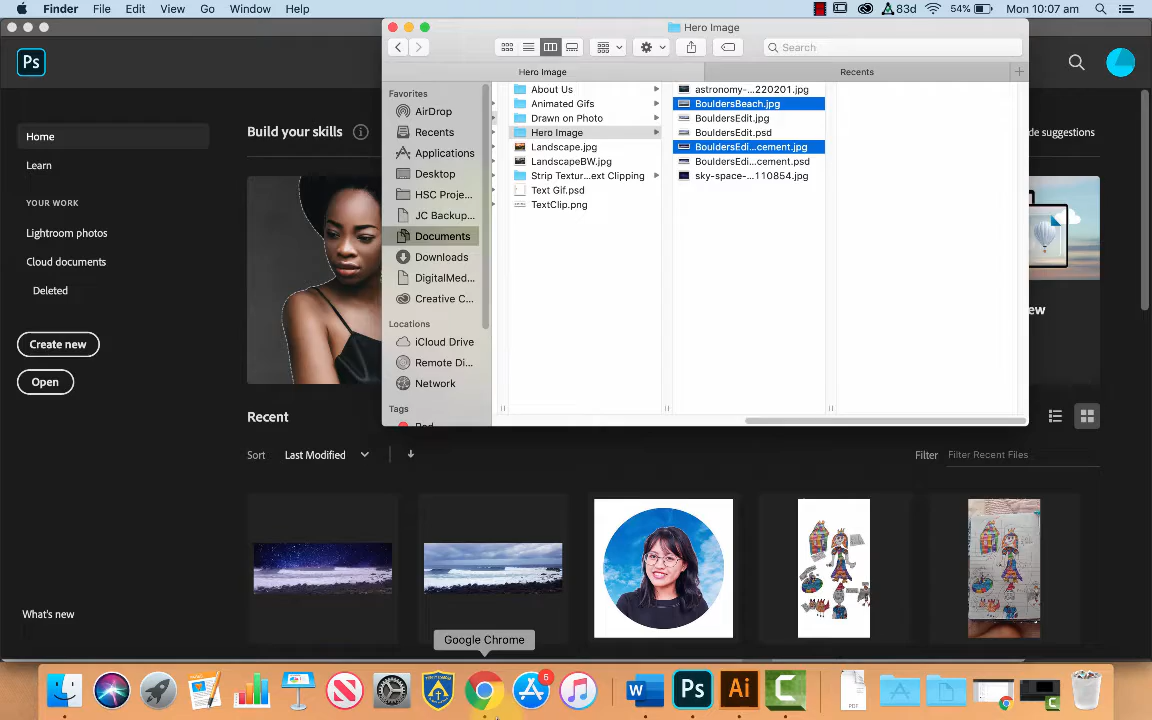 Finder File Edit View Go Window Help 83d 54% Mon 10:07 am
Hero Image
Ps
Search
Hero Image Recents
Favorites
AirDrop
Recents
Applications
Desktop
HSC Proje...
JC Backup...
Documents
Downloads
DigitalMed...
Creative C...
Locations
iCloud Drive
Remote Di...
Network
Tags
About Us
Animated Gifs
Drawn on Photo
Hero Image
Landscape.jpg
LandscapeBW.jpg
Strip Textur...ext Clipping
Text Gif.psd
TextClip.png
astronomy-...220201.jpg
BouldersBeach.jpg
BouldersEdit.jpg
BouldersEdit.psd
BouldersEdi...cement.jpg
BouldersEdi...cement.psd
sky-space-...110854.jpg
Home
Learn
YOUR WORK
Lightroom photos
Cloud documents
Deleted
Create new
Open
What's new
Build your skills
de suggestions
ew
Recent
Sort Last Modified
Filter Filter Recent Files
Google Chrome
5
W
Ps
Ai
C
PDF